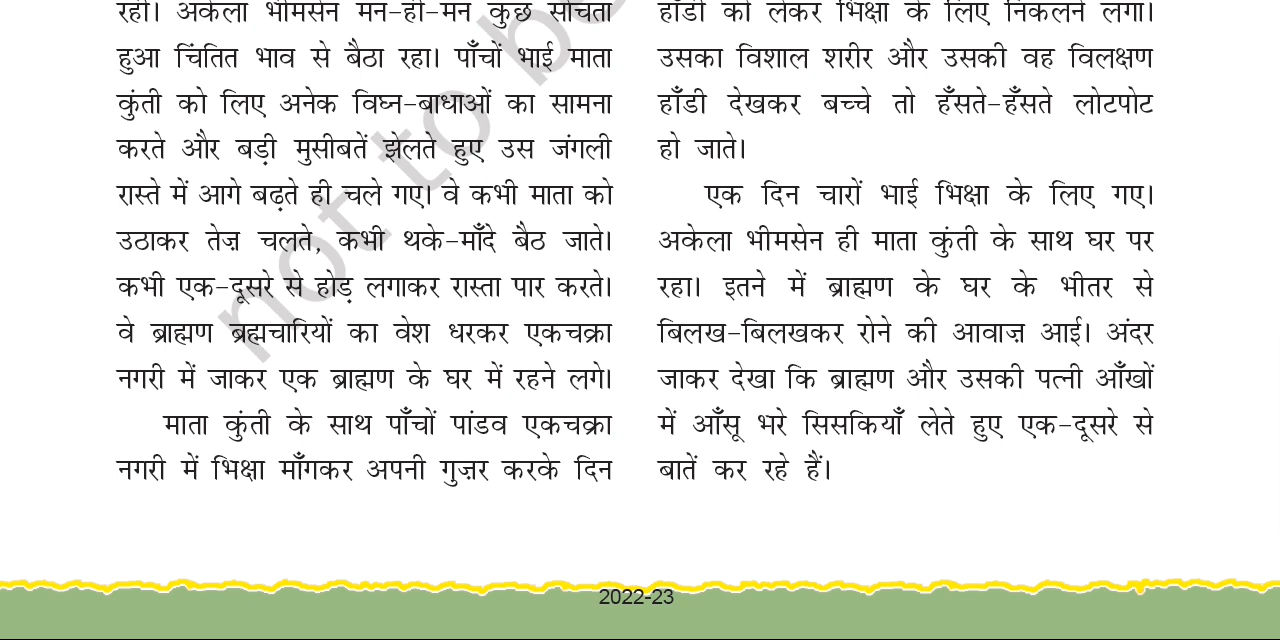 रही। अकेला भीमसेन मन-ही-मन कुछ सोचता
हुआ चिंतित भाव से बैठा रहा। पाँचों भाई माता
कुंती को लिए अनेक विघ्न-बाधाओं का सामना
करते और बड़ी मुसीबतें झेलते हुए उस जंगली
रास्ते में आगे बढ़ते ही चले गए। वे कभी माता को
उठाकर तेज़ चलते, कभी थके-माँदे बैठ जाते।
कभी एक-दूसरे से होड़ लगाकर रास्ता पार करते।
वे ब्राह्मण ब्रह्मचारियों का वेश धरकर एकचक्रा
नगरी में जाकर एक ब्राह्मण के घर में रहने लगे।
माता कुंती के साथ पाँचों पांडव एकचक्रा
नगरी में भिक्षा माँगकर अपनी गुज़र करके दिन
हाँडी को लेकर भिक्षा के लिए निकलने लगा।
उसका विशाल शरीर और उसकी वह विलक्षण
हाँडी देखकर बच्चे तो हँसते-हँसते लोटपोट
हो जाते।
एक दिन चारों भाई भिक्षा के लिए गए।
अकेला भीमसेन ही माता कुंती के साथ घर पर
रहा। इतने में ब्राह्मण के घर के भीतर से
बिलख-बिलखकर रोने की आवाज़ आई। अंदर
जाकर देखा कि ब्राह्मण और उसकी पत्नी आँखों
में आँसू भरे सिसकियाँ लेते हुए एक-दूसरे से
बातें कर रहे हैं।
not to be
2022-23